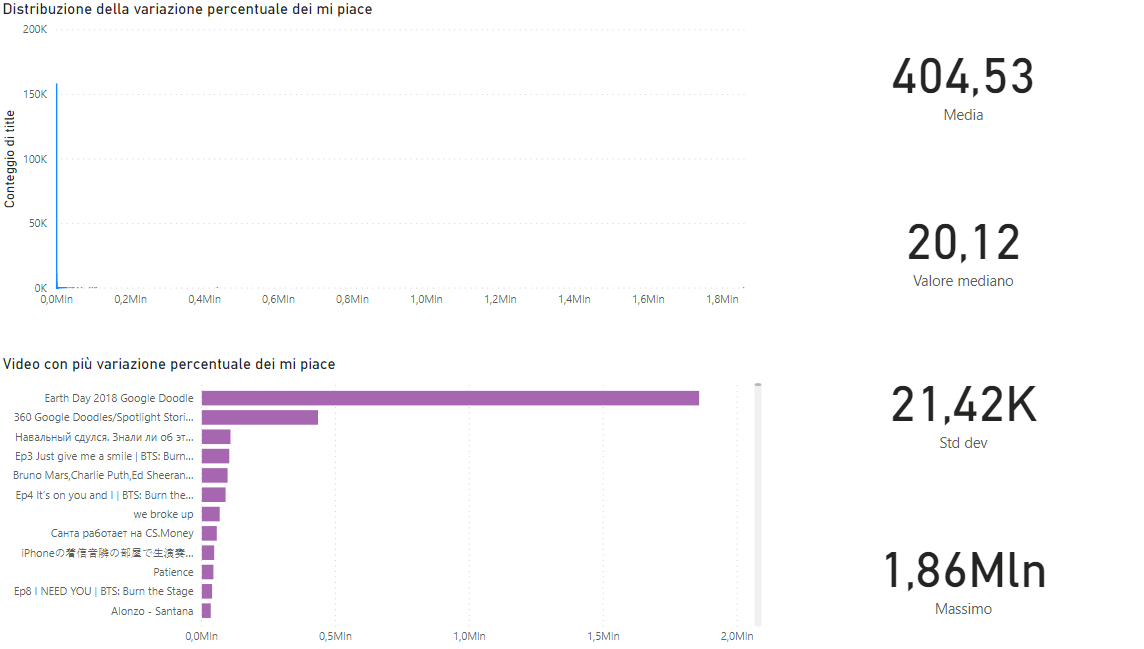 Distribuzione della variazione percentuale dei mi piace
Conteggio di title
200K
150K
100K
50K
0K
0,0Mln 0,2Mln 0,4Mln 0,6Mln 0,8Mln 1,0Mln 1,2Mln 1,4Mln 1,6Mln 1,8Mln
404,53
Media
20,12
Valore mediano
21,42K
Std dev
1,86Mln
Massimo
Video con più variazione percentuale dei mi piace
Earth Day 2018 Google Doodle
360 Google Doodles/Spotlight Stori...
Навальный сдулся. Знали ли об эт...
Ep3 Just give me a smile | BTS: Burn...
Bruno Mars,Charlie Puth,Ed Sheeran...
Ep4 It's on you and I | BTS: Burn the...
we broke up
Санта работает на CS.Money
iPhoneの着信音隣の部屋で生演奏...
Patience
Ep8 I NEED YOU | BTS: Burn the Stage
Alonzo - Santana
0,0Mln 0,5Mln 1,0Mln 1,5Mln 2,0Mln